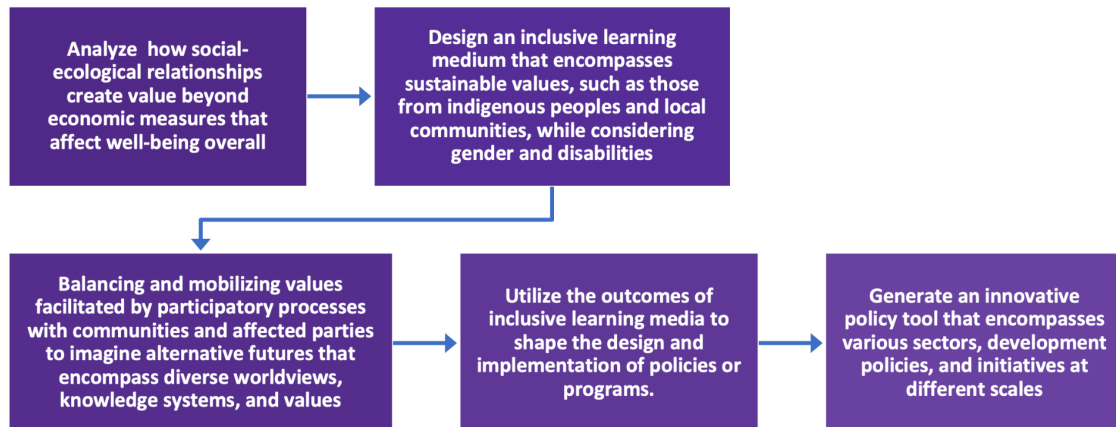 Analyze how social-
ecological relationships
create value beyond
economic measures that
affect well-being overall
Design an inclusive learning
medium that encompasses
sustainable values, such as those
from indigenous peoples and local
communities, while considering
gender and disabilities
Balancing and mobilizing values
facilitated by participatory processes
with communities and affected parties
to imagine alternative futures that
encompass diverse worldviews,
knowledge systems, and values
Utilize the outcomes of
inclusive learning media to
shape the design and
implementation of policies or
programs.
Generate an innovative
policy tool that encompasses
various sectors, development
policies, and initiatives at
different scales